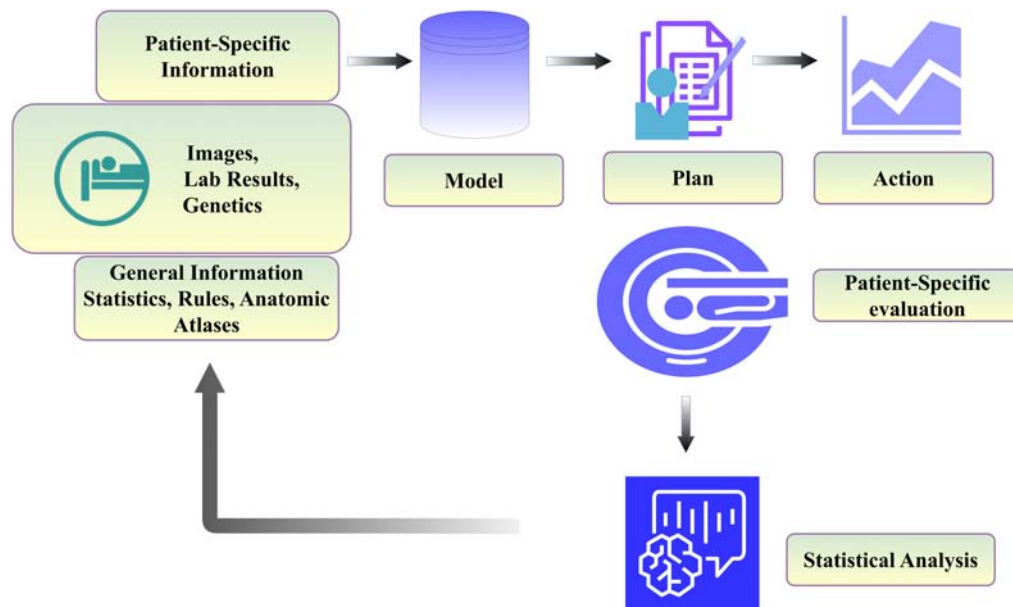 Patient-Specific
Information
Images,
Lab Results,
Genetics
General Information
Statistics, Rules, Anatomic
Atlases
Model
Plan
Action
Patient-Specific
evaluation
Statistical Analysis